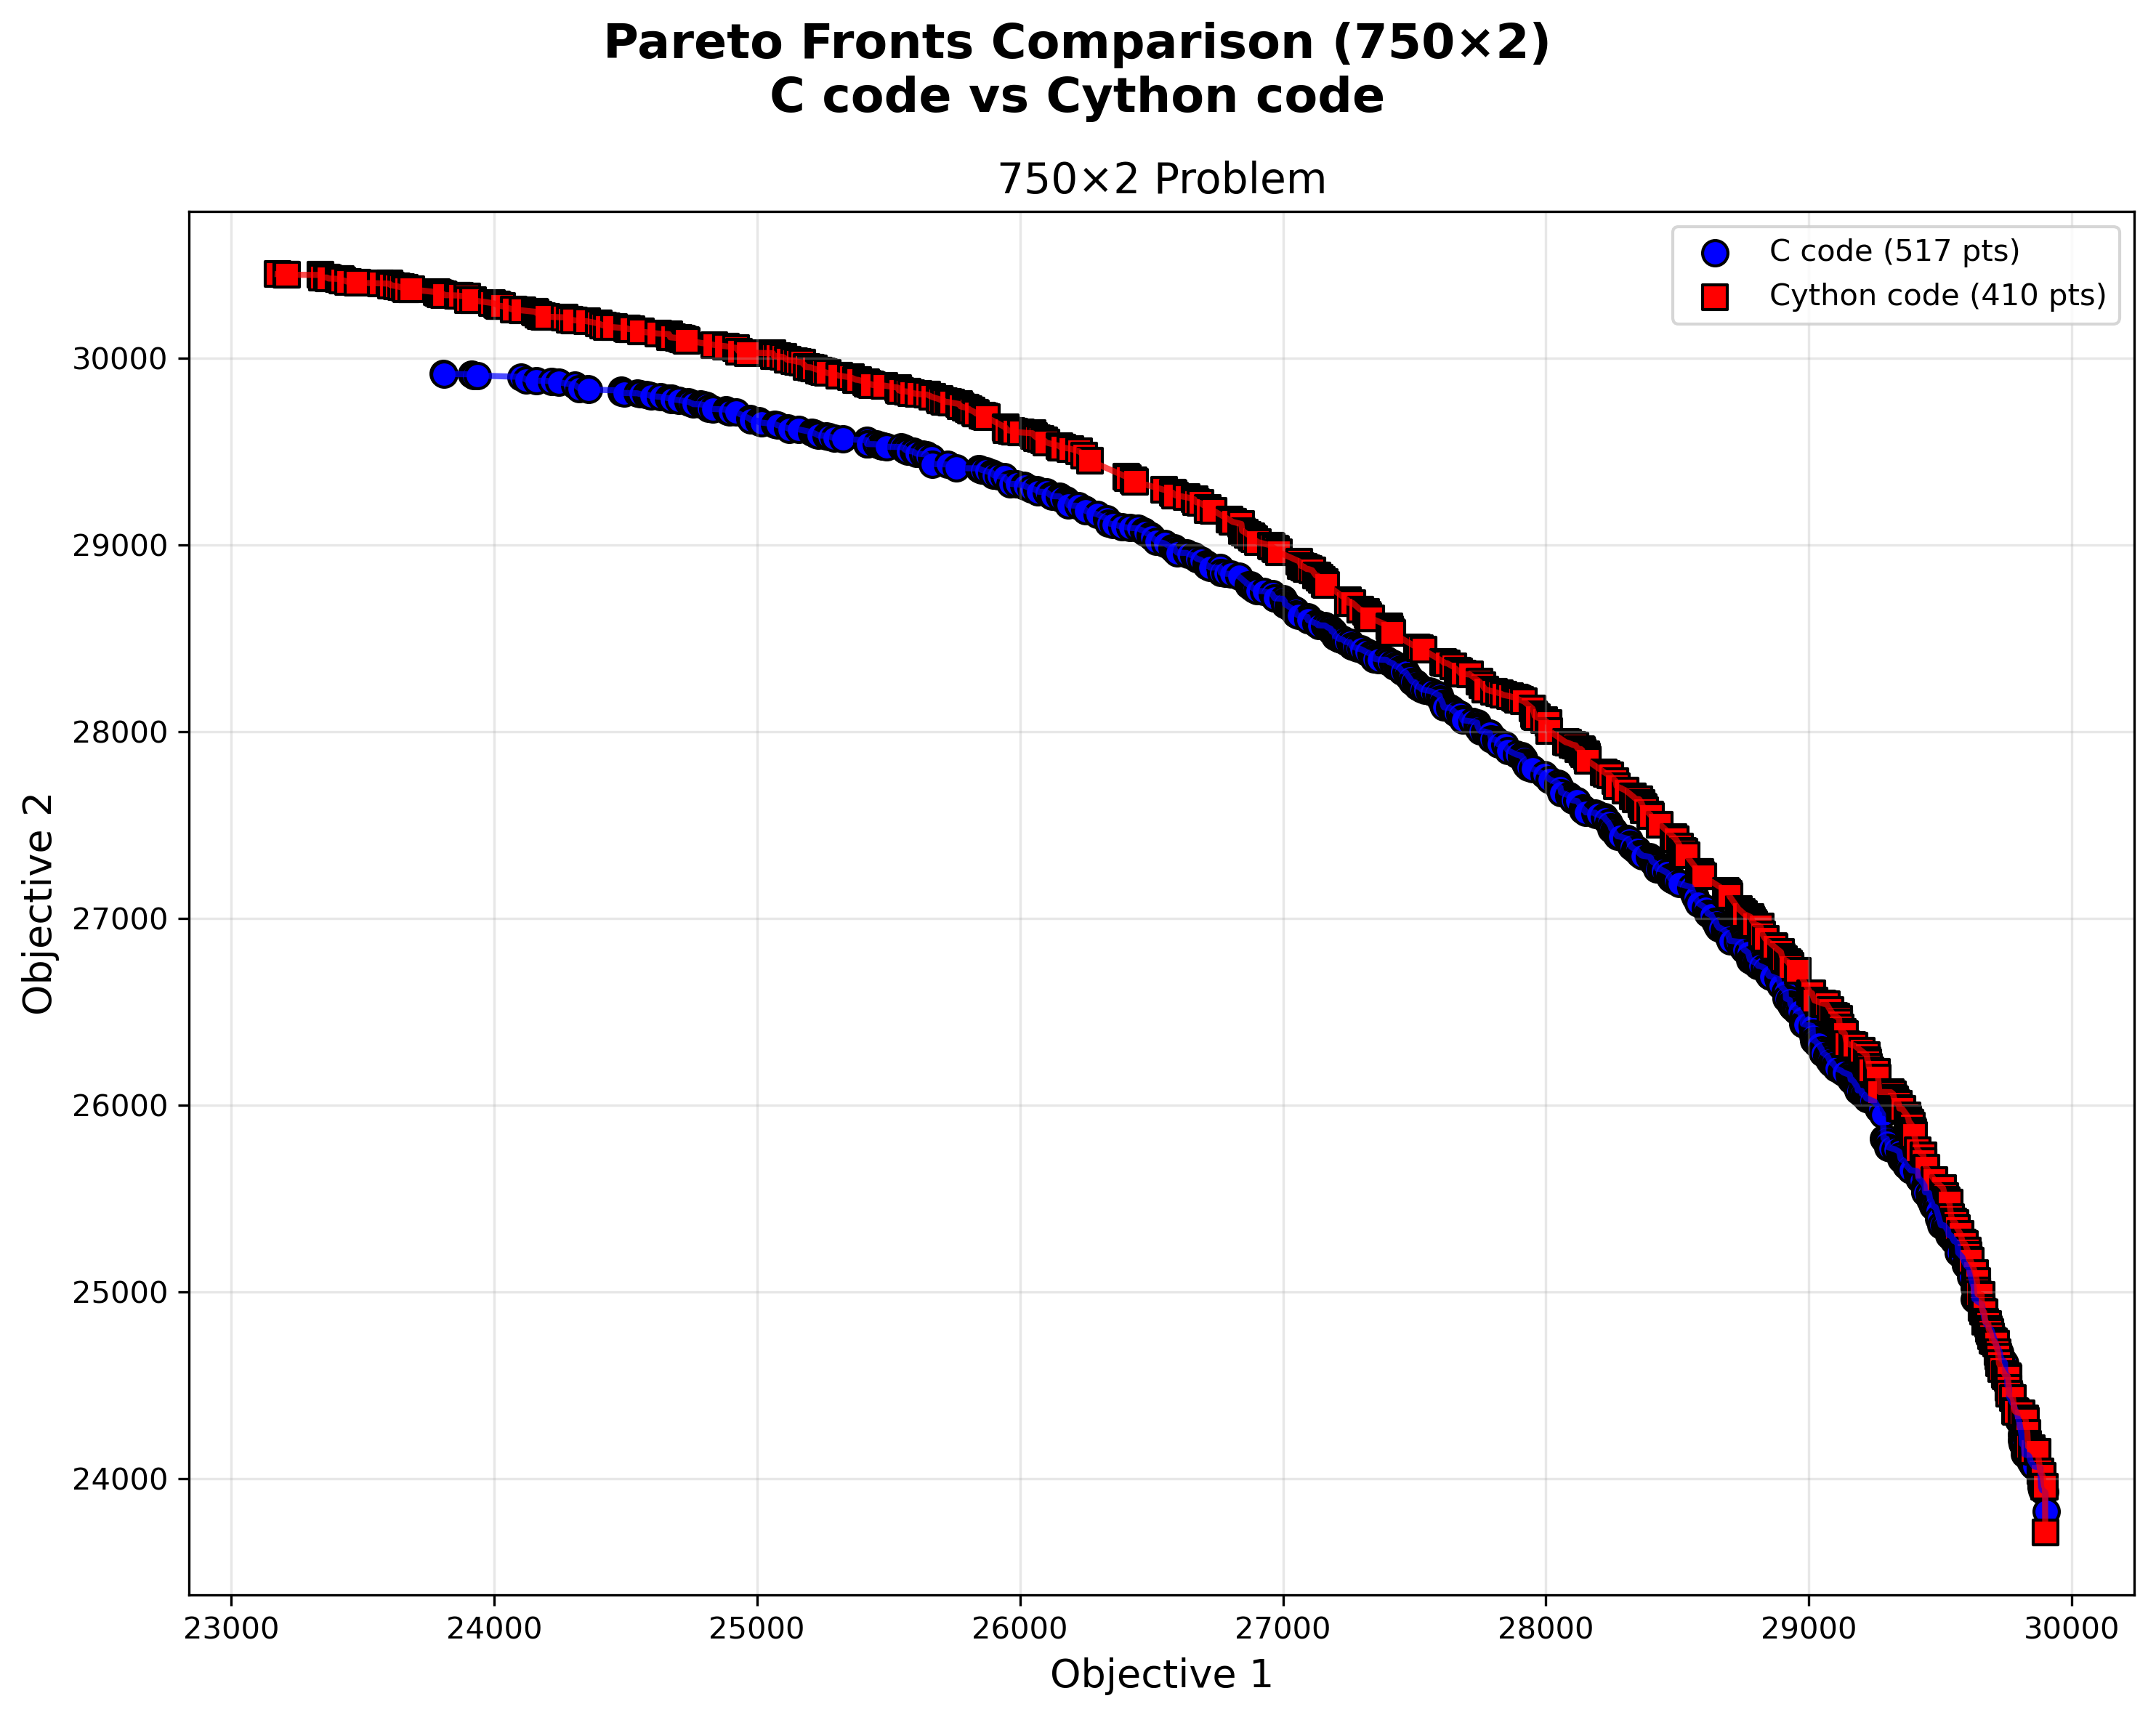 Pareto Fronts Comparison (750×2)
C code vs Cython code
750×2 Problem
C code (517 pts)
Cython code (410 pts)
30000
29000
28000
27000
26000
25000
24000
Objective 2
23000 24000 25000 26000 27000 28000 29000 30000
Objective 1